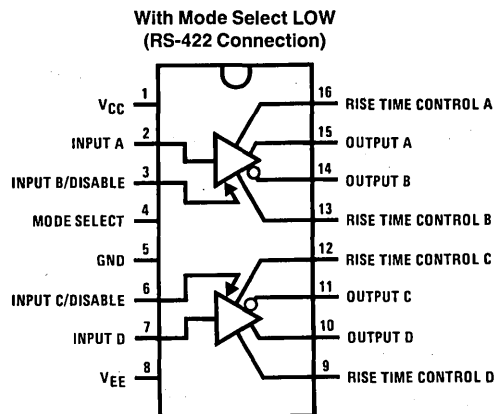 With Mode Select LOW
(RS-422 Connection)
VCC 1
INPUT A 2
INPUT B/DISABLE 3
MODE SELECT 4
GND 5
INPUT C/DISABLE 6
INPUT D 7
VEE 8
16 RISE TIME CONTROL A
15 OUTPUT A
14 OUTPUT B
13 RISE TIME CONTROL B
12 RISE TIME CONTROL C
11 OUTPUT C
10 OUTPUT D
9 RISE TIME CONTROL D